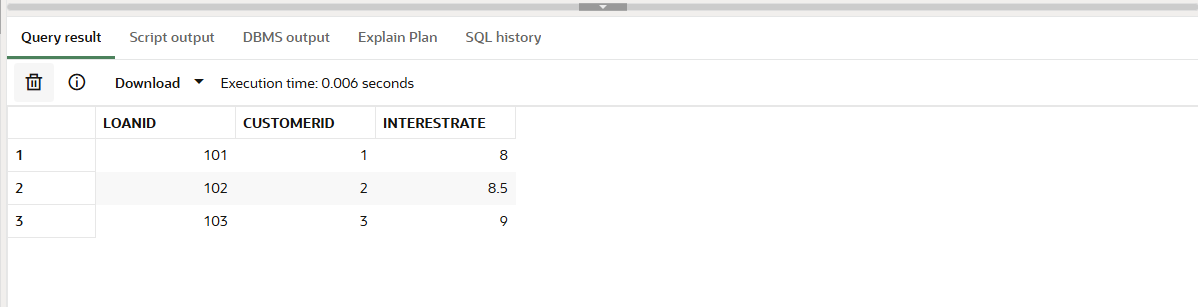 Query result Script output DBMS output Explain Plan SQL history
Download Execution time: 0.006 seconds
LOANID CUSTOMERID INTERESTRATE
1 101 1 8
2 102 2 8.5
3 103 3 9